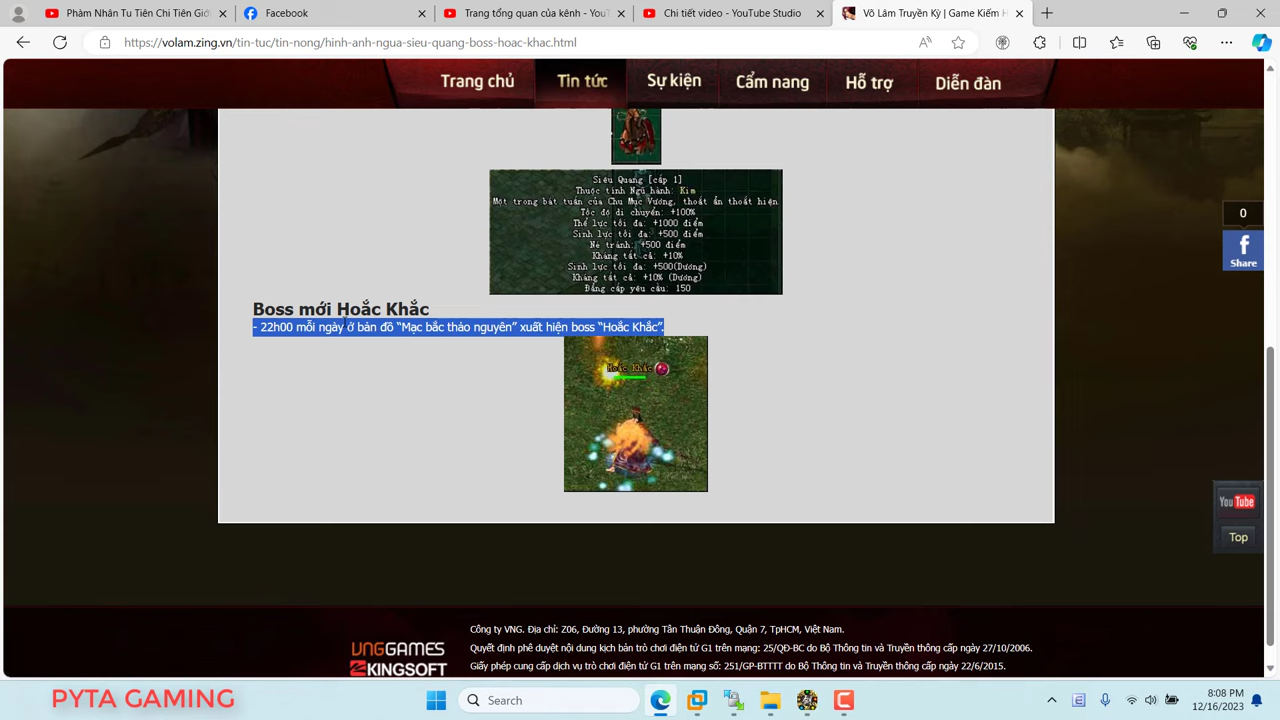 Phàm Nhân Tu Tiên Chi Tiên Giới
Facebook
Trang tổng quan của kênh - YouT
Chi tiết video - YouTube Studio
Võ Lâm Truyền Kỳ | Game Kiếm H
https://volam.zing.vn/tin-tuc/tin-nong/hinh-anh-ngua-sieu-quang-boss-hoac-khac.html
Trang chủ
Tin tức
Sự kiện
Cẩm nang
Hỗ trợ
Diễn đàn
Siêu Quang [cấp 1]
Thuộc tính Ngũ hành: Kim
Một trong bát tuấn của Chu Mục Vương, thoắt ẩn thoắt hiện
Tốc độ di chuyển: +100%
Thể lực tối đa: +1000 điểm
Sinh lực tối đa: +500 điểm
Né tránh: +500 điểm
Kháng tất cả: +10%
Sinh lực tối đa: +500(Dương)
Kháng tất cả: +10% (Dương)
Đẳng cấp yêu cầu: 150
0
Share
Boss mới Hoắc Khắc
- 22h00 mỗi ngày ở bản đồ “Mạc bắc thảo nguyên” xuất hiện boss “Hoắc Khắc”.
Hoắc Khắc
YouTube
Top
VNGGAMES
KINGSOFT
Công ty VNG. Địa chỉ: Z06, Đường 13, phường Tân Thuận Đông, Quận 7, TpHCM, Việt Nam.
Quyết định phê duyệt nội dung kịch bản trò chơi điện tử G1 trên mạng: 25/QĐ-BC do Bộ Thông tin và Truyền thông cấp ngày 27/10/2006.
Giấy phép cung cấp dịch vụ trò chơi điện tử G1 trên mạng: số: 251/GP-BTTTT do Bộ Thông tin và Truyền thông cấp ngày 22/6/2015.
PYTA GAMING
Search
8:08 PM
12/16/2023